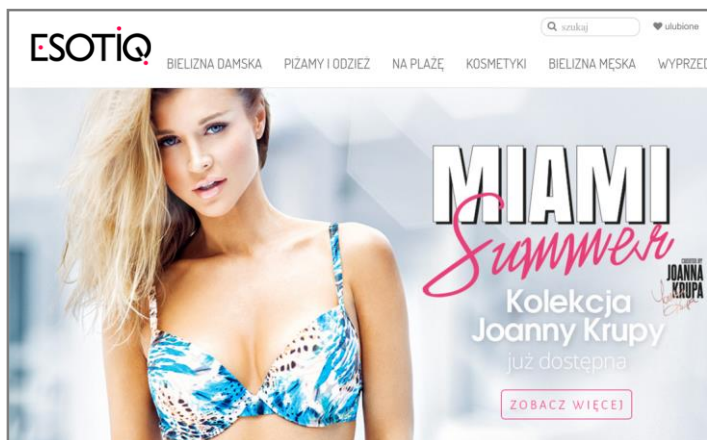 ESOTIQ
szukaj
ulubione
BIELIZNA DAMSKA PIŻAMY I ODZIEŻ NA PLAŻĘ KOSMETYKI BIELIZNA MĘSKA WYPRZED
MIAMI
Summer
CREATED BY
JOANNA
KRUPA
Kolekcja
Joanny Krupy
już dostępna
ZOBACZ WIĘCEJ